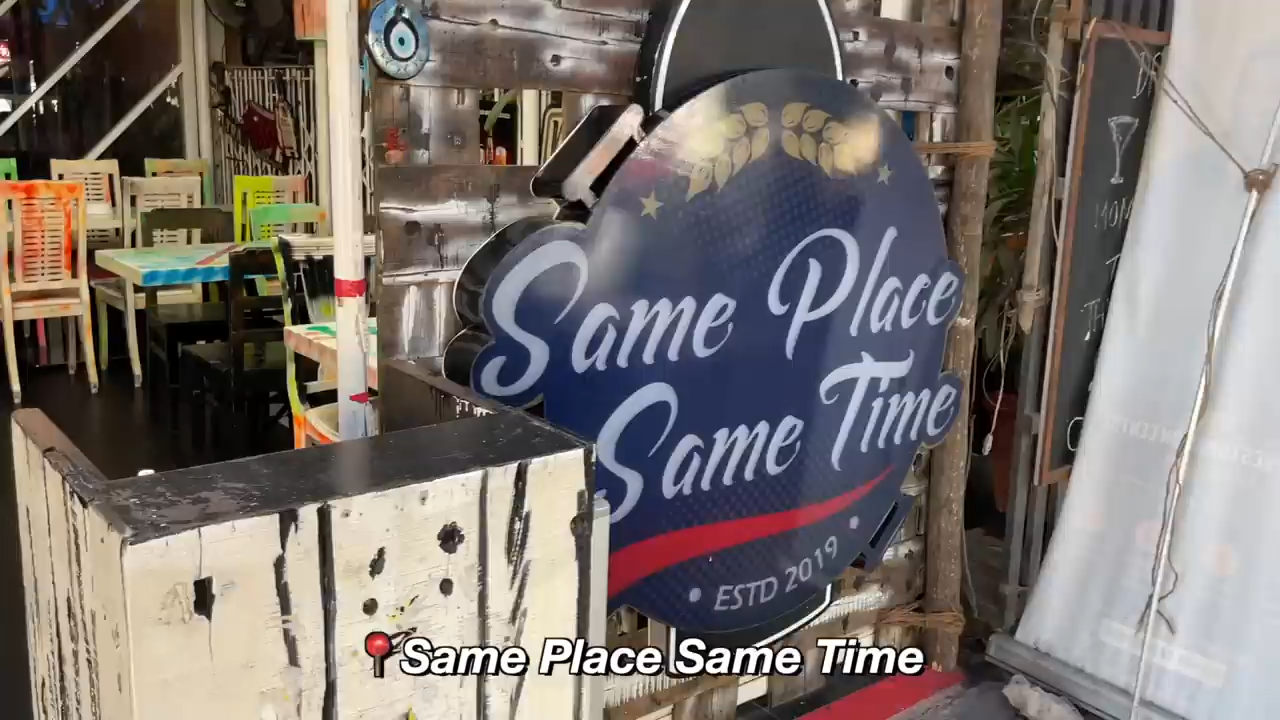 Same Place
Same Time
• ESTD 2019 •
📍Same Place Same Time